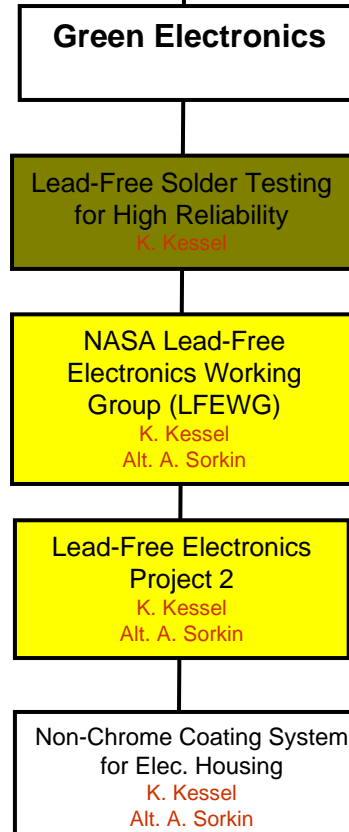 Green Electronics
Lead-Free Solder Testing
for High Reliability
K. Kessel
NASA Lead-Free
Electronics Working
Group (LFEWG)
K. Kessel
Alt. A. Sorkin
Lead-Free Electronics
Project 2
K. Kessel
Alt. A. Sorkin
Non-Chrome Coating System
for Elec. Housing
K. Kessel
Alt. A. Sorkin